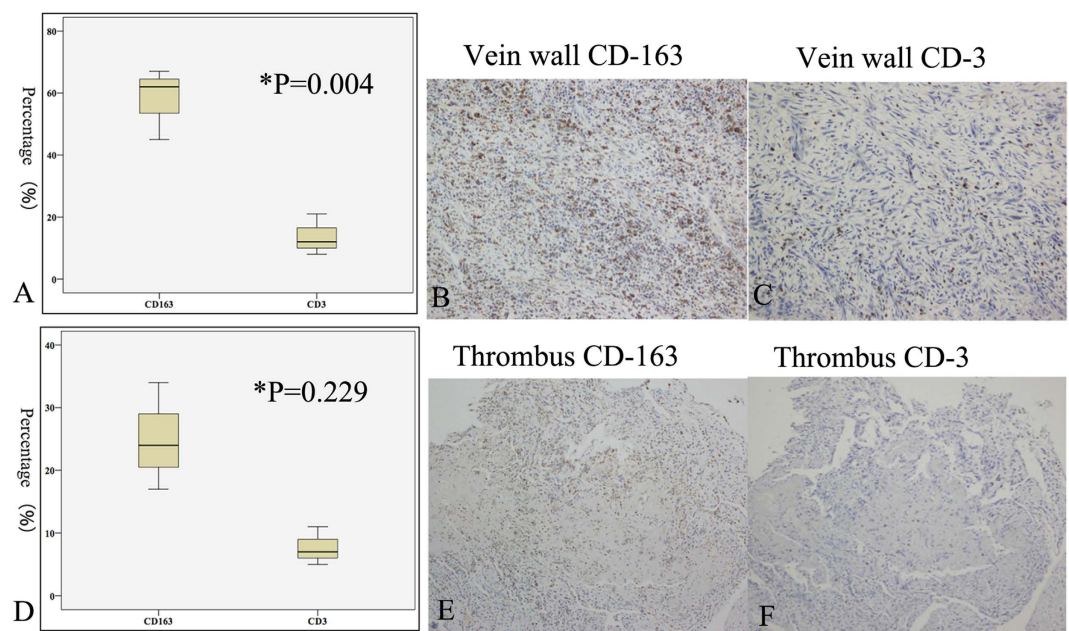 80
60
40
20
0
Percentage (%)
*P=0.004
CD163
CD3
A
Vein wall CD-163
B
Vein wall CD-3
C
40
30
20
10
0
Percentage (%)
*P=0.229
CD163
CD3
D
Thrombus CD-163
E
Thrombus CD-3
F